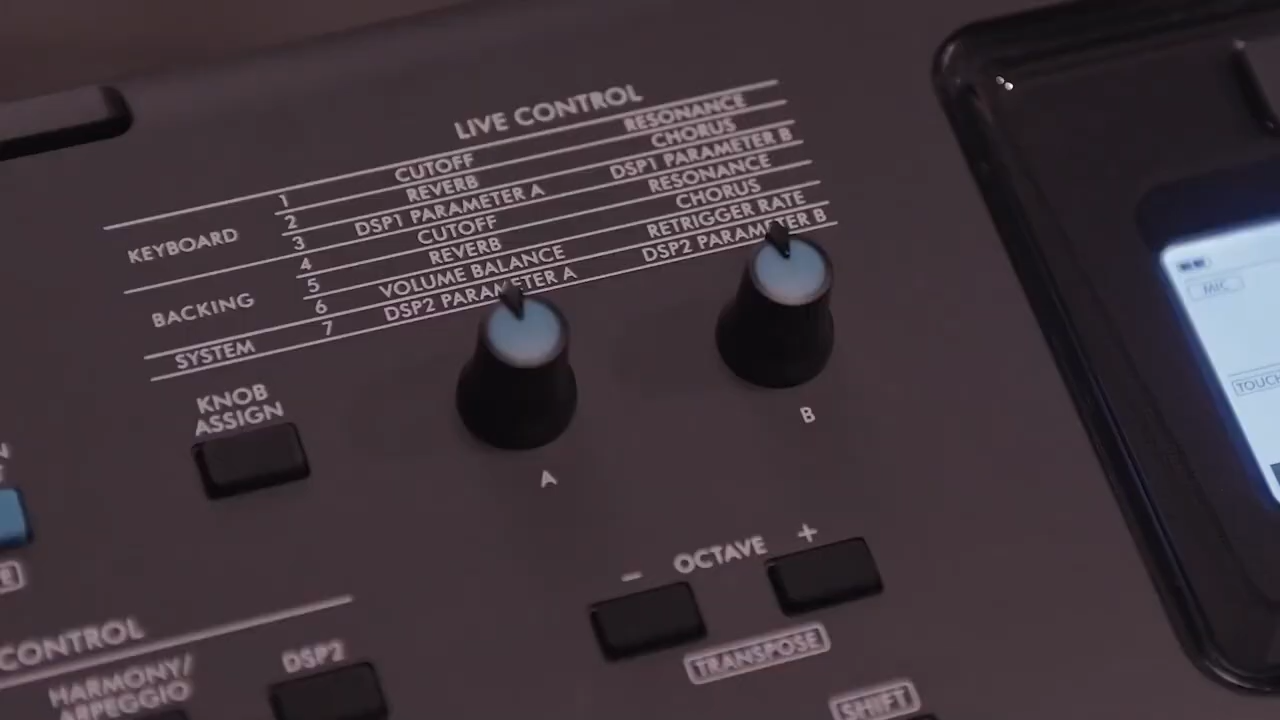 LIVE CONTROL
KEYBOARD
1 CUTOFF RESONANCE
2 REVERB CHORUS
3 DSP1 PARAMETER A DSP1 PARAMETER B
BACKING
4 CUTOFF RESONANCE
5 REVERB CHORUS
6 VOLUME BALANCE RETRIGGER RATE
SYSTEM
7 DSP2 PARAMETER A DSP2 PARAMETER B
KNOB
ASSIGN
A
B
- OCTAVE +
TRANSPOSE
CONTROL
HARMONY/
ARPEGGIO
DSP2
SHIFT
MIC
TOUCH